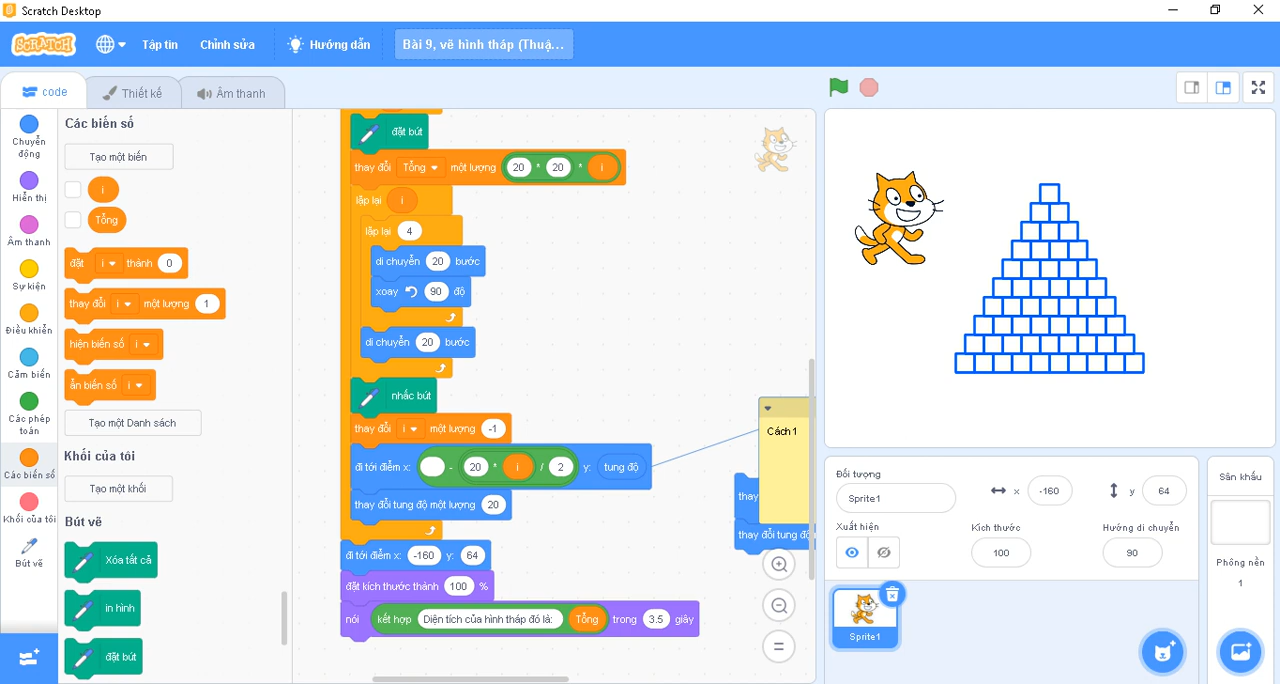 Scratch Desktop
SCRATCH
Tập tin
Chỉnh sửa
Hướng dẫn
Bài 9, vẽ hình tháp (Thuậ...
code
Thiết kế
Âm thanh
Chuyển
động
Hiển thị
Âm thanh
Sự kiện
Điều khiển
Cảm biến
Các phép
toán
Các biến số
Khối của tôi
Bút vẽ
Các biến số
Tạo một biến
i
Tổng
đặt i thành 0
thay đổi i một lượng 1
hiện biến số i
ẩn biến số i
Tạo một Danh sách
Khối của tôi
Tạo một khối
Bút vẽ
Xóa tất cả
in hình
đặt bút
đặt bút
thay đổi Tổng một lượng 20 * 20 * i
lặp lại i
lặp lại 4
di chuyển 20 bước
xoay 90 độ
di chuyển 20 bước
nhấc bút
thay đổi i một lượng -1
đi tới điểm x: - 20 * i / 2 y: tung độ
thay đổi tung độ một lượng 20
đi tới điểm x: -160 y: 64
đặt kích thước thành 100 %
nói kết hợp Diện tích của hình tháp đó là: Tổng trong 3.5 giây
Cách 1
thay
thay đổi tung độ
Đối tượng
Sprite1
x -160
y 64
Xuất hiện
Kích thước
100
Hướng di chuyển
90
Sprite1
Sân khấu
Phông nền
1